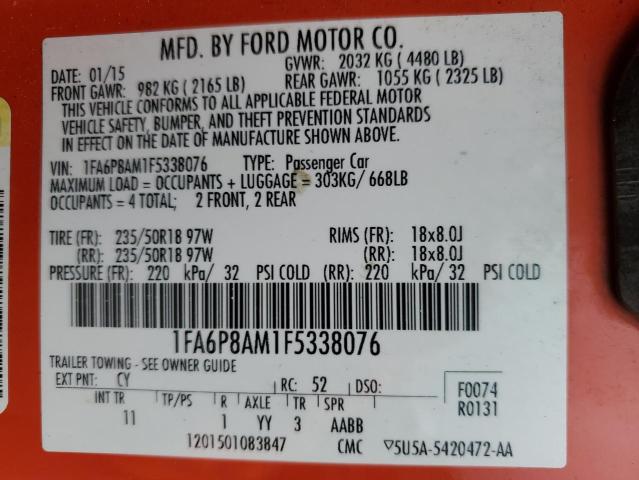 MFD. BY FORD MOTOR CO.
DATE: 01/15 GVWR: 2032 KG ( 4480 LB)
FRONT GAWR: 982 KG ( 2165 LB) REAR GAWR: 1055 KG ( 2325 LB)
THIS VEHICLE CONFORMS TO ALL APPLICABLE FEDERAL MOTOR
VEHICLE SAFETY, BUMPER, AND THEFT PREVENTION STANDARDS
IN EFFECT ON THE DATE OF MANUFACTURE SHOWN ABOVE.
VIN: 1FA6P8AM1F5338076 TYPE: Passenger Car
MAXIMUM LOAD = OCCUPANTS + LUGGAGE = 303KG/ 668LB
OCCUPANTS = 4 TOTAL; 2 FRONT, 2 REAR
TIRE (FR): 235/50R18 97W RIMS (FR): 18x8.0J
(RR): 235/50R18 97W (RR): 18x8.0J
PRESSURE (FR): 220 kPa/ 32 PSI COLD (RR): 220 kPa/ 32 PSI COLD
1FA6P8AM1F5338076
TRAILER TOWING - SEE OWNER GUIDE
EXT PNT: CY RC: 52 DSO: F0074
INT TR TP/PS R AXLE TR SPR R0131
11 1 YY 3 AABB
1201501083847 CMC ▽5U5A-5420472-AA